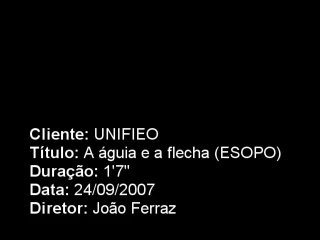 Cliente: UNIFIEO
Título: A águia e a flecha (ESOPO)
Duração: 1'7"
Data: 24/09/2007
Diretor: João Ferraz